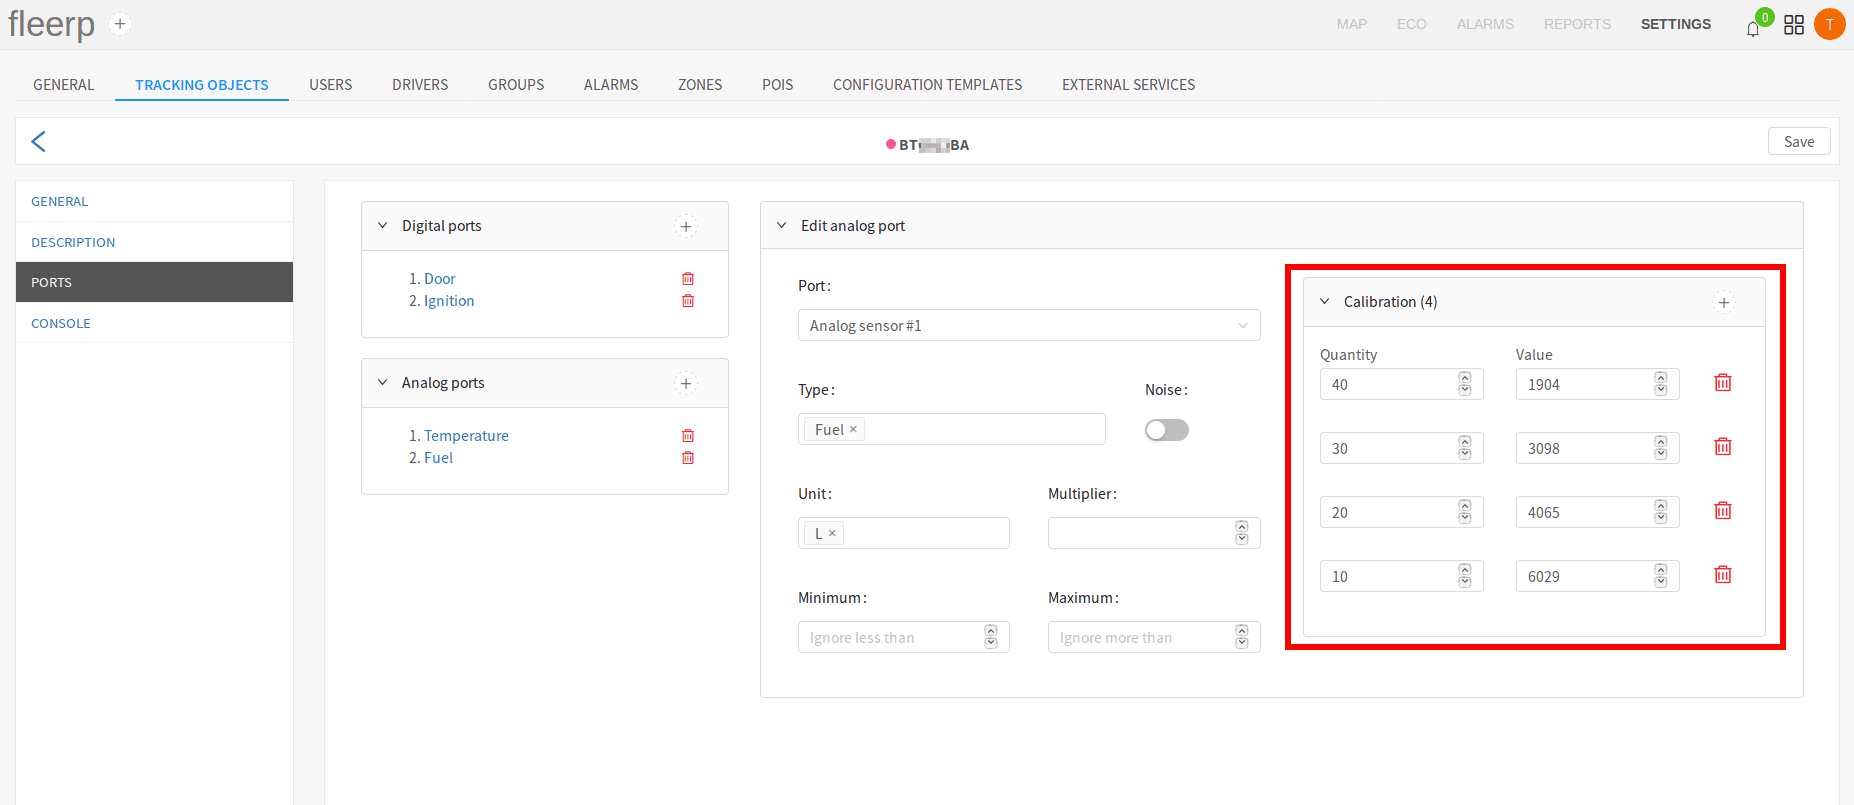 fleerp +
MAP ECO ALARMS REPORTS SETTINGS 0 T
GENERAL TRACKING OBJECTS USERS DRIVERS GROUPS ALARMS ZONES POIS CONFIGURATION TEMPLATES EXTERNAL SERVICES
BT BA
Save
GENERAL
DESCRIPTION
PORTS
CONSOLE
Digital ports
1. Door
2. Ignition
Analog ports
1. Temperature
2. Fuel
Edit analog port
Port:
Analog sensor #1
Type: Noise:
Fuel ×
Unit: Multiplier:
L ×
Minimum: Maximum:
Ignore less than Ignore more than
Calibration (4)
Quantity Value
40 1904
30 3098
20 4065
10 6029